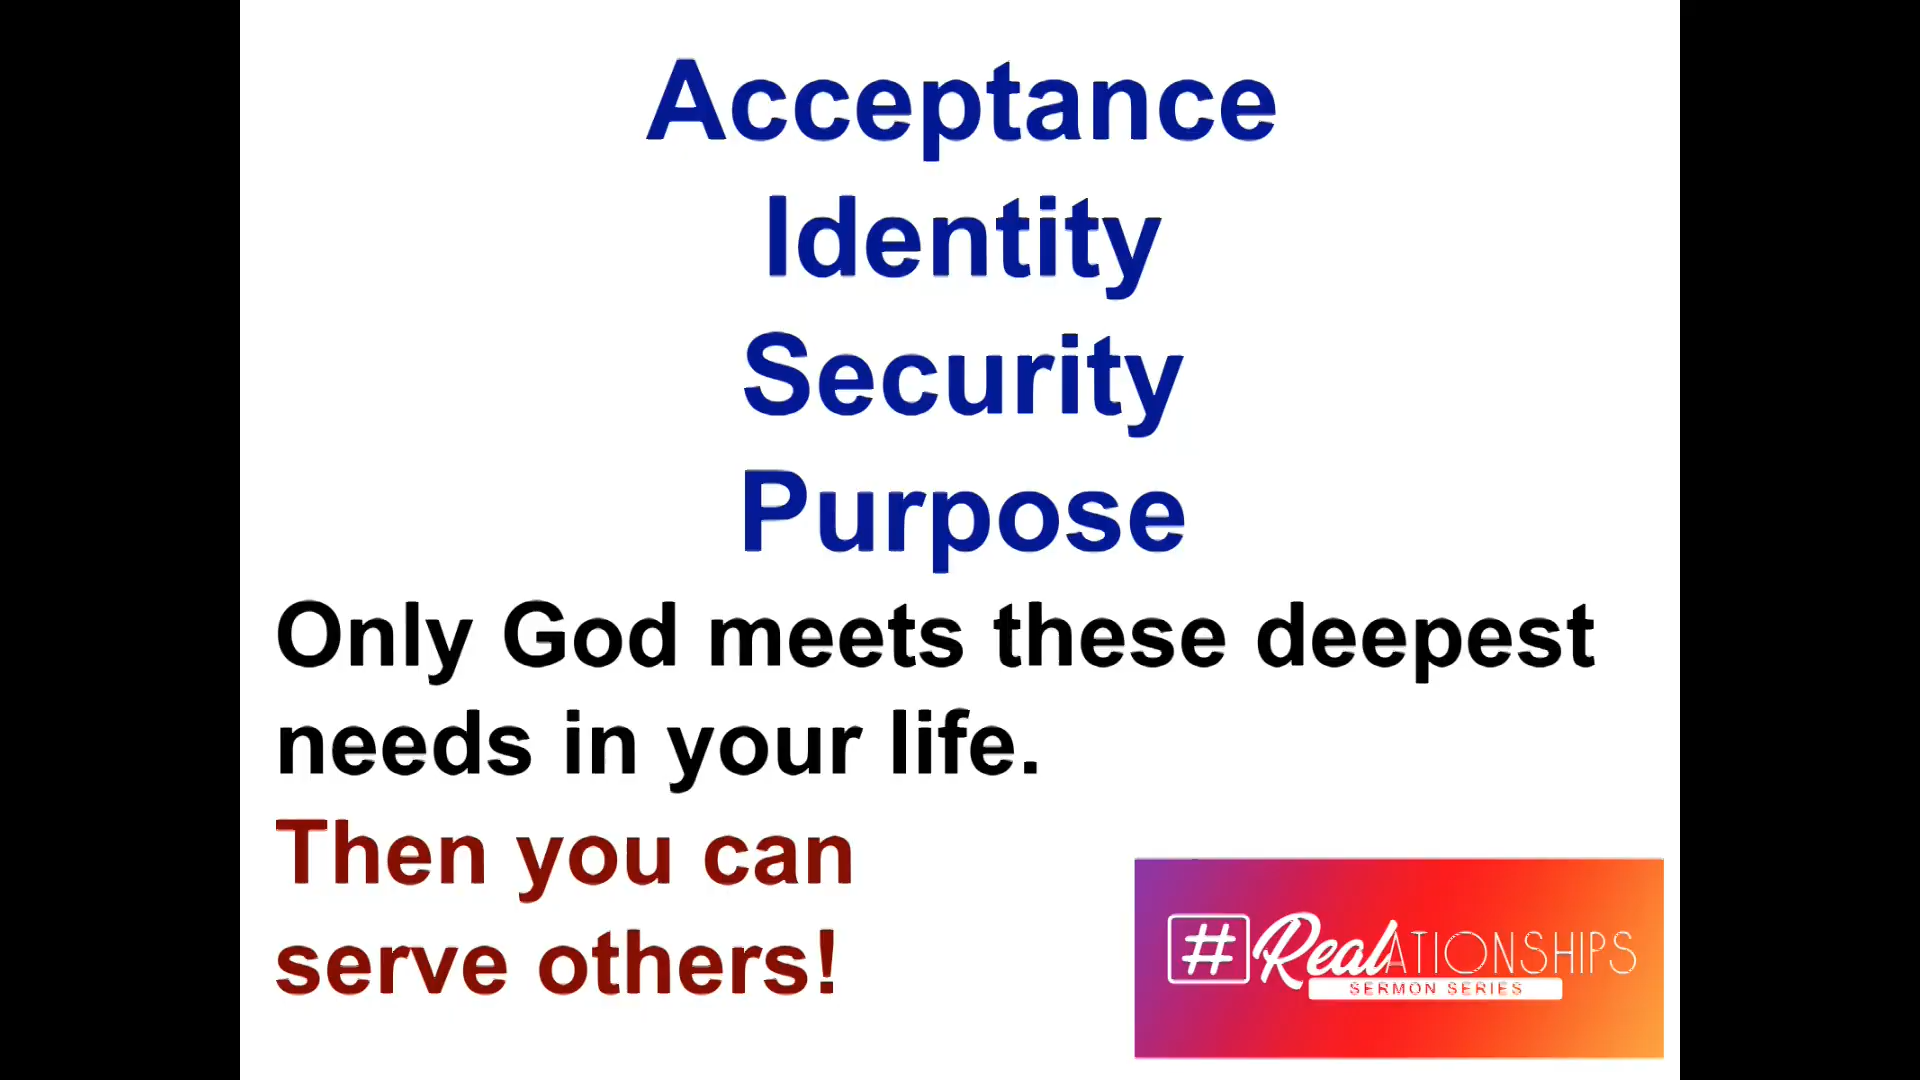 Acceptance
Identity
Security
Purpose
Only God meets these deepest
needs in your life.
Then you can
serve others!
#RealATIONSHIPS
SERMON SERIES